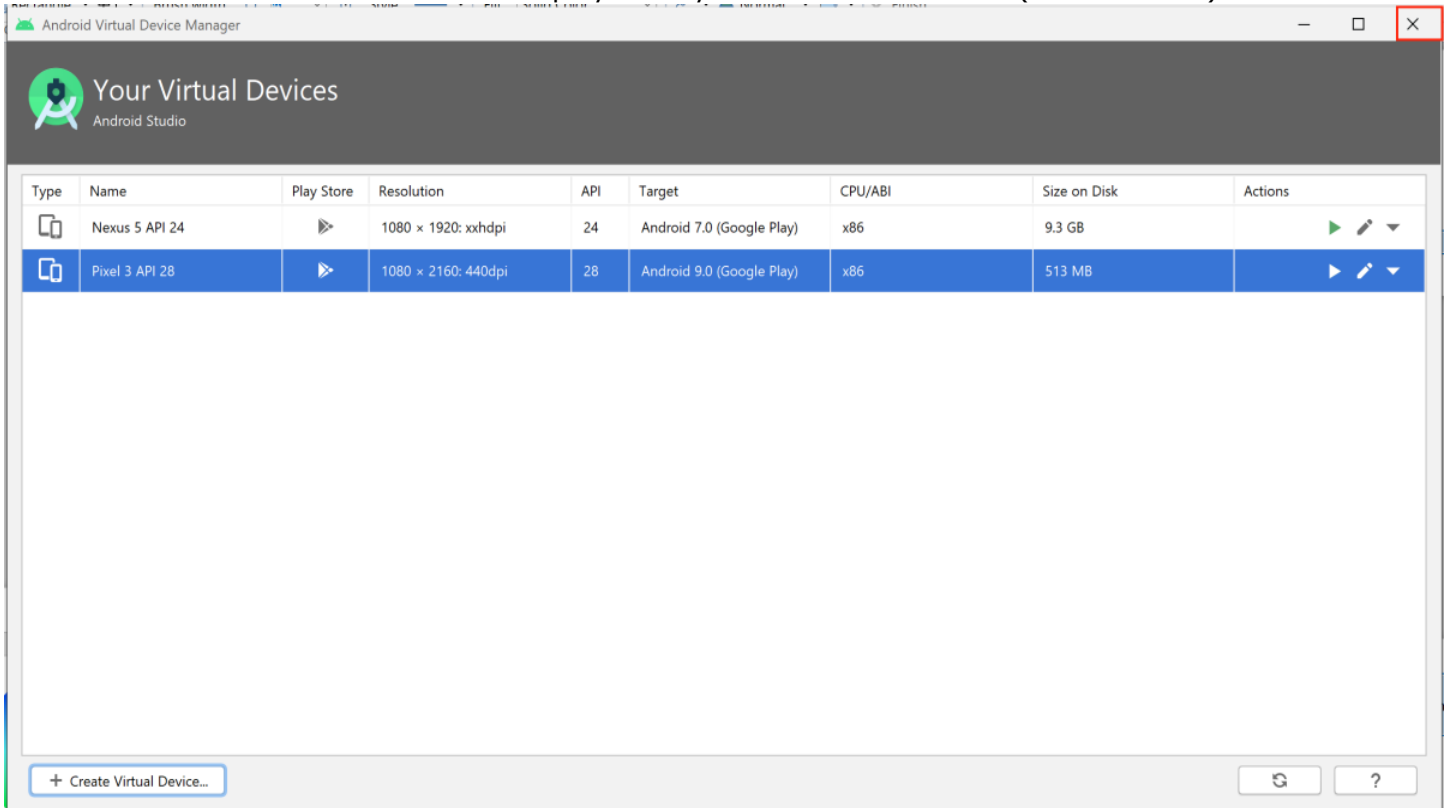 Android Virtual Device Manager
Your Virtual Devices
Android Studio
Type Name Play Store Resolution API Target CPU/ABI Size on Disk Actions
Nexus 5 API 24 1080 × 1920: xxhdpi 24 Android 7.0 (Google Play) x86 9.3 GB
Pixel 3 API 28 1080 × 2160: 440dpi 28 Android 9.0 (Google Play) x86 513 MB
+ Create Virtual Device... ?